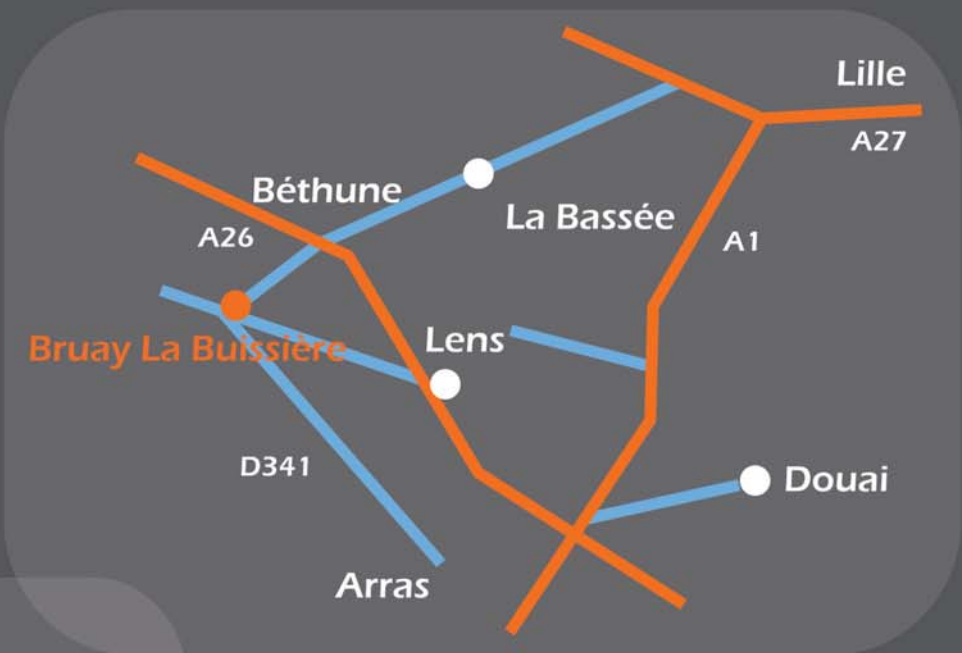 Lille
A27
Béthune
La Bassée
A26
A1
Bruay La Buissière
Lens
D341
Douai
Arras